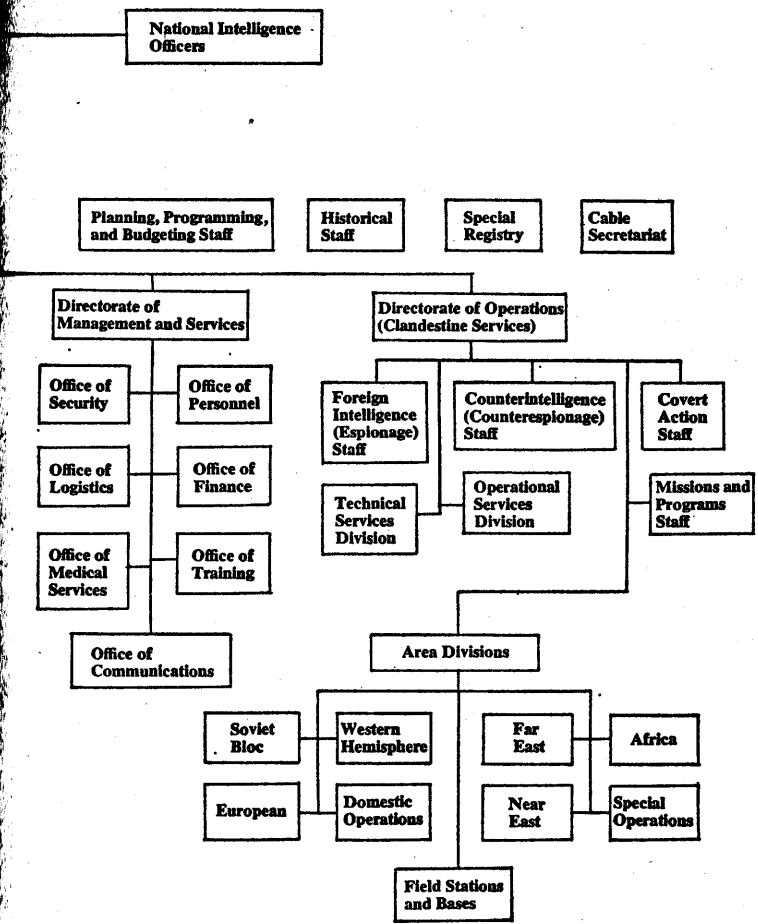 National Intelligence
Officers
Planning, Programming,
and Budgeting Staff
Historical
Staff
Special
Registry
Cable
Secretariat
Directorate of
Management and Services
Directorate of Operations
(Clandestine Services)
Office of
Security
Office of
Personnel
Foreign
Intelligence
(Espionage)
Staff
Counterintelligence
(Counterespionage)
Staff
Covert
Action
Staff
Office of
Logistics
Office of
Finance
Technical
Services
Division
Operational
Services
Division
Missions and
Programs
Staff
Office of
Medical
Services
Office of
Training
Office of
Communications
Area Divisions
Soviet
Bloc
Western
Hemisphere
Far
East
Africa
European
Domestic
Operations
Near
East
Special
Operations
Field Stations
and Bases